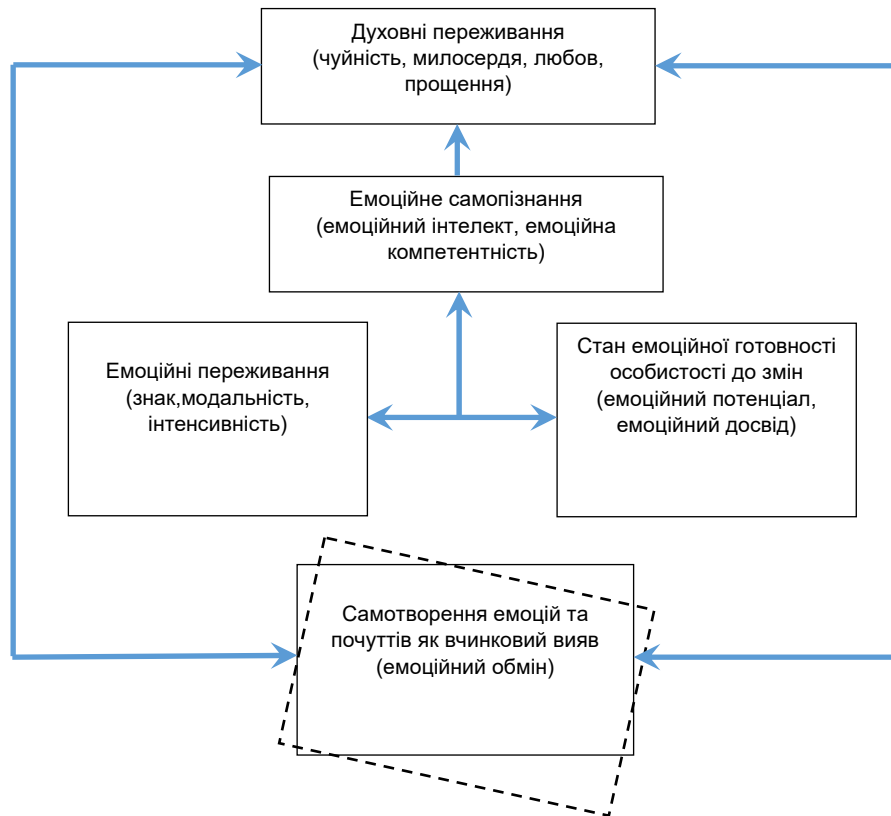 Духовні переживання
(чуйність, милосердя, любов,
прощення)
Емоційне самопізнання
(емоційний інтелект, емоційна
компетентність)
Емоційні переживання
(знак,модальність,
інтенсивність)
Стан емоційної готовності
особистості до змін
(емоційний потенціал,
емоційний досвід)
Самотворення емоцій та
почуттів як вчинковий вияв
(емоційний обмін)